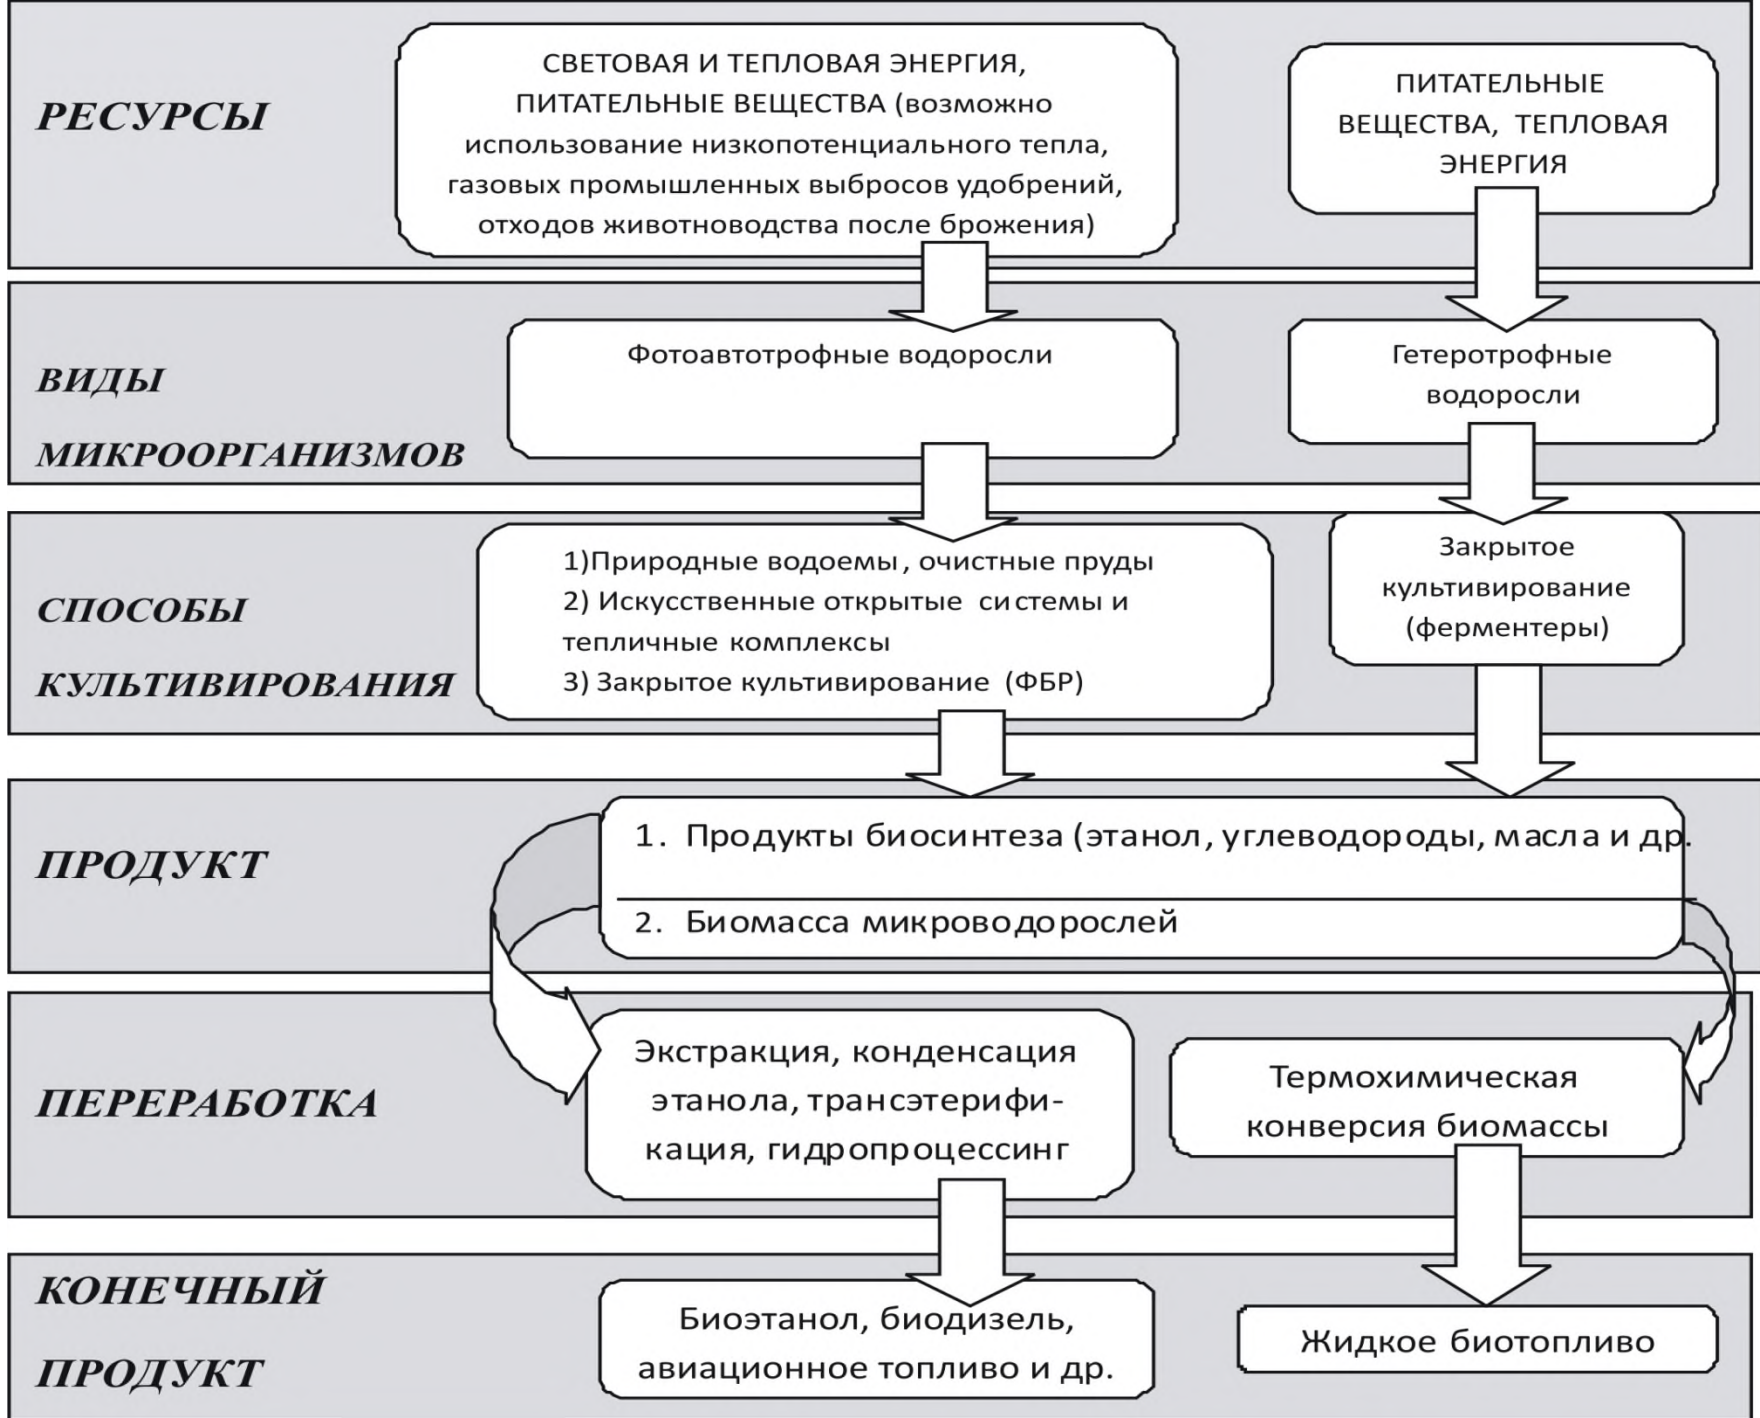 РЕСУРСЫ
СВЕТОВАЯ И ТЕПЛОВАЯ ЭНЕРГИЯ,
ПИТАТЕЛЬНЫЕ ВЕЩЕСТВА (возможно
использование низкопотенциального тепла,
газовых промышленных выбросов удобрений,
отходов животноводства после брожения)
ПИТАТЕЛЬНЫЕ
ВЕЩЕСТВА, ТЕПЛОВАЯ
ЭНЕРГИЯ
ВИДЫ
МИКРООРГАНИЗМОВ
Фотоавтотрофные водоросли
Гетеротрофные
водоросли
СПОСОБЫ
КУЛЬТИВИРОВАНИЯ
1)Природные водоемы, очистные пруды
2) Искусственные открытые системы и
тепличные комплексы
3) Закрытое культивирование (ФБР)
Закрытое
культивирование
(ферментеры)
ПРОДУКТ
1. Продукты биосинтеза (этанол, углеводороды, масла и др.
2. Биомасса микроводорослей
ПЕРЕРАБОТКА
Экстракция, конденсация
этанола, трансэтерифи-
кация, гидропроцессинг
Термохимическая
конверсия биомассы
КОНЕЧНЫЙ
ПРОДУКТ
Биоэтанол, биодизель,
авиационное топливо и др.
Жидкое биотопливо